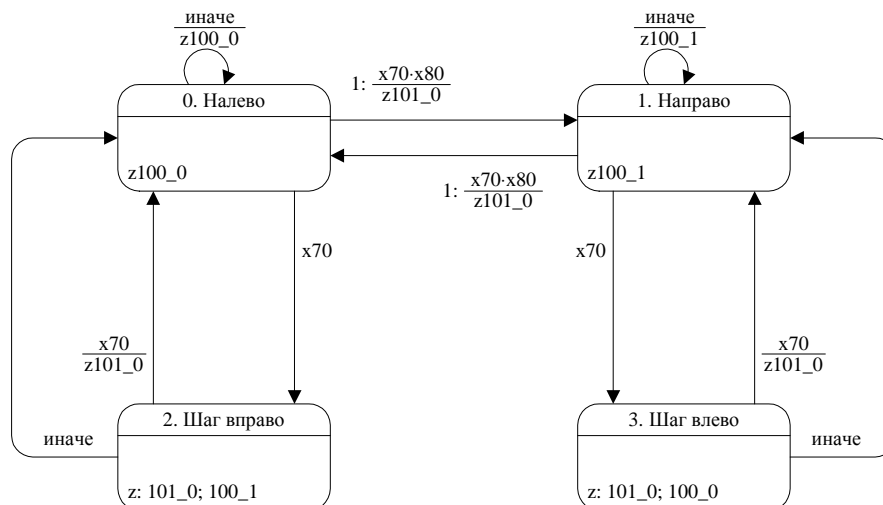 иначе
z100_0
иначе
z100_1
0. Налево
z100_0
1: x70·x80
z101_0
1. Направо
z100_1
1: x70·x80
z101_0
x70
x70
x70
z101_0
x70
z101_0
иначе
2. Шаг вправо
z: 101_0; 100_1
3. Шаг влево
z: 101_0; 100_0
иначе